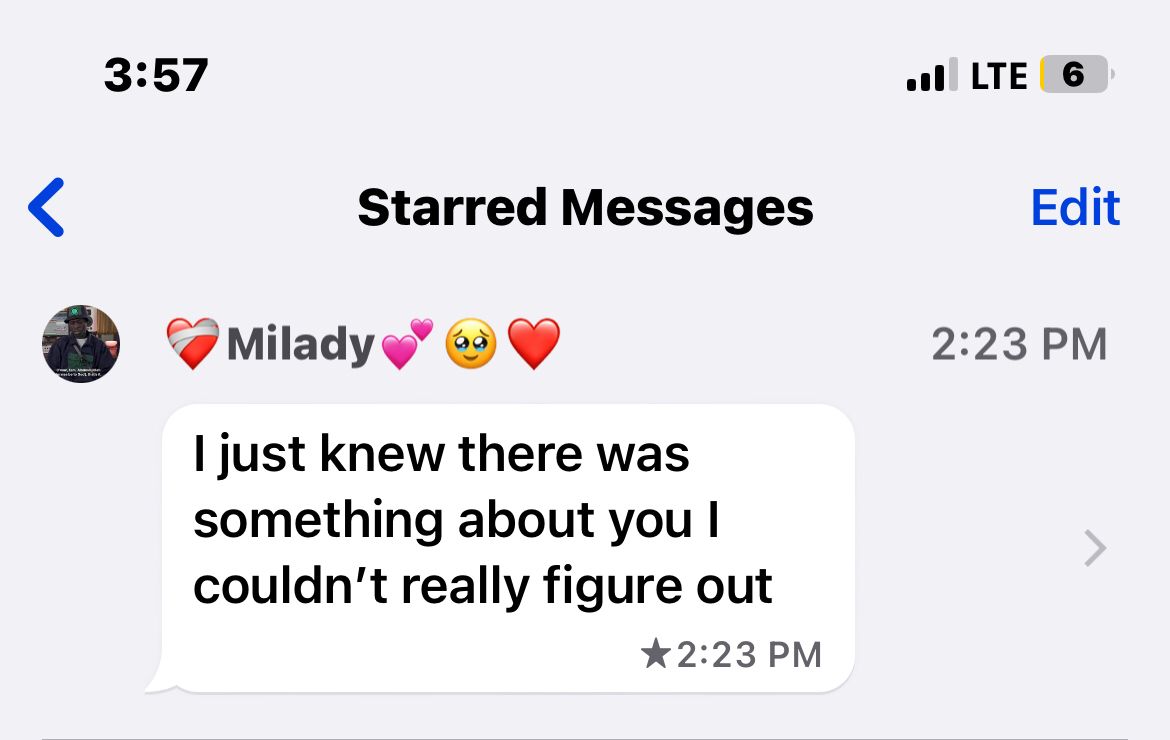 3:57 LTE 6
Starred Messages Edit
❤️‍🩹Milady💕🥹❤️ 2:23 PM
I just knew there was
something about you I
couldn’t really figure out
★2:23 PM